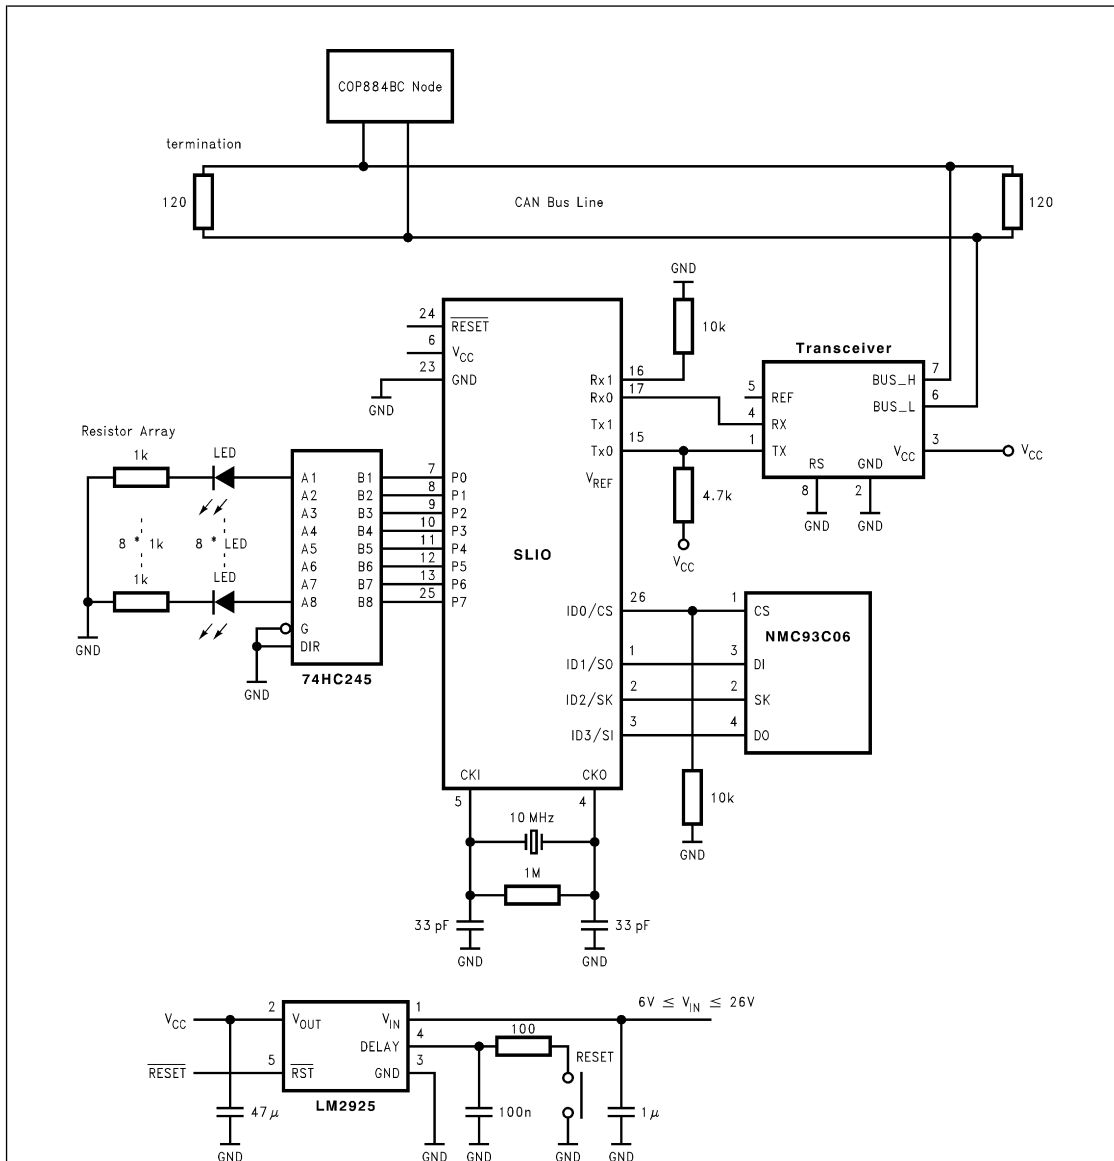 COP884BC Node
termination
120
CAN Bus Line
120
GND
10k
24
RESET
6
VCC
23
GND
GND
16
Rx1
17
Rx0
Tx1
15
Tx0
VREF
4.7k
VCC
Transceiver
7
BUS_H
6
BUS_L
5
REF
4
RX
1
TX
3
VCC
VCC
RS
GND
8
2
GND
GND
Resistor Array
1k
LED
8 * 1k
8 * LED
1k
LED
GND
A1
A2
A3
A4
A5
A6
A7
A8
G
DIR
B1
B2
B3
B4
B5
B6
B7
B8
74HC245
GND
7
8
9
10
11
12
13
25
P0
P1
P2
P3
P4
P5
P6
P7
SLIO
26
ID0/CS
1
ID1/SO
2
ID2/SK
3
ID3/SI
1
CS
NMC93C06
3
DI
2
SK
4
DO
10k
GND
CKI
CKO
5
4
10 MHz
1M
33 pF
33 pF
GND
GND
VCC
2
VOUT
VIN
1
6V ≤ VIN ≤ 26V
DELAY
4
100
RESET
RESET
5
RST
GND
3
LM2925
47µ
100n
1µ
GND
GND
GND
GND
GND